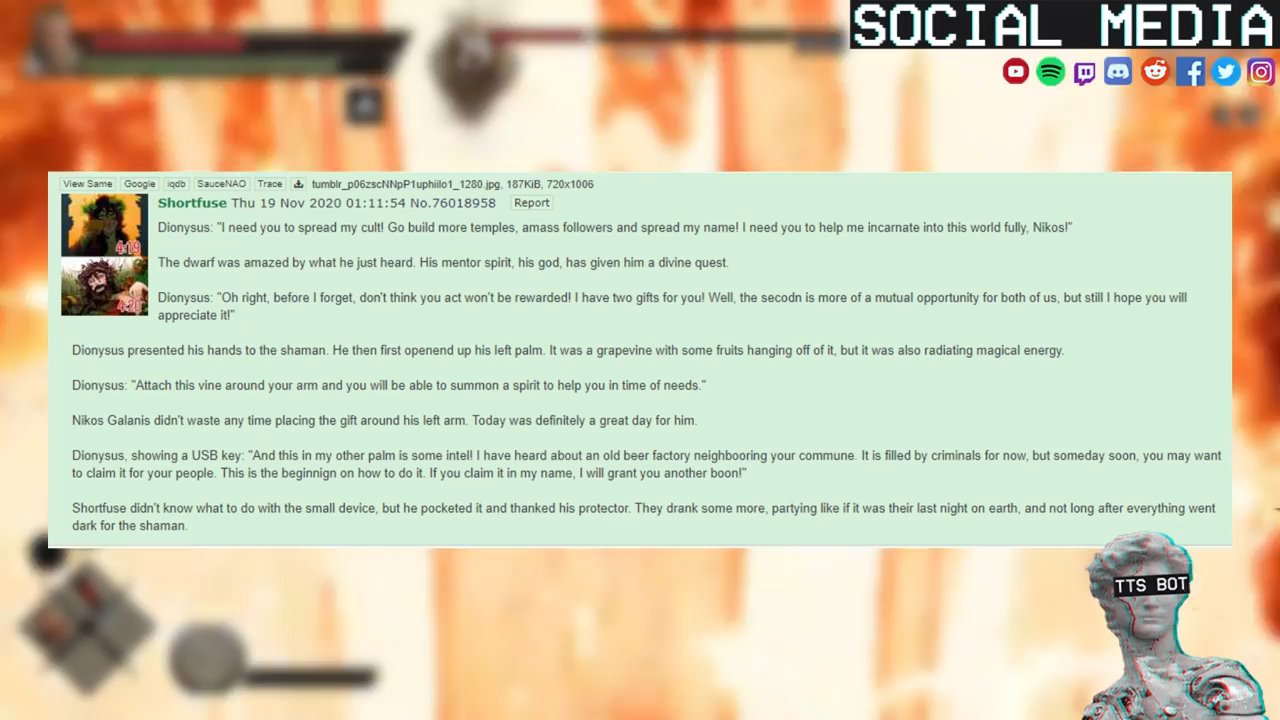 SOCIAL MEDIA
View Same Google iqdb SauceNAO Trace tumblr_p06zscNNpP1uphiilo1_1280.jpg, 187KiB, 720x1006
Shortfuse Thu 19 Nov 2020 01:11:54 No.76018958 Report
4:19
4:20
Dionysus: "I need you to spread my cult! Go build more temples, amass followers and spread my name! I need you to help me incarnate into this world fully, Nikos!"
The dwarf was amazed by what he just heard. His mentor spirit, his god, has given him a divine quest.
Dionysus: "Oh right, before I forget, don't think you act won't be rewarded! I have two gifts for you! Well, the secodn is more of a mutual opportunity for both of us, but still I hope you will
appreciate it!"
Dionysus presented his hands to the shaman. He then first openend up his left palm. It was a grapevine with some fruits hanging off of it, but it was also radiating magical energy.
Dionysus: "Attach this vine around your arm and you will be able to summon a spirit to help you in time of needs."
Nikos Galanis didn't waste any time placing the gift around his left arm. Today was definitely a great day for him.
Dionysus, showing a USB key: "And this in my other palm is some intel! I have heard about an old beer factory neighbooring your commune. It is filled by criminals for now, but someday soon, you may want
to claim it for your people. This is the beginnign on how to do it. If you claim it in my name, I will grant you another boon!"
Shortfuse didn't know what to do with the small device, but he pocketed it and thanked his protector. They drank some more, partying like if it was their last night on earth, and not long after everything went
dark for the shaman.
TTS BOT